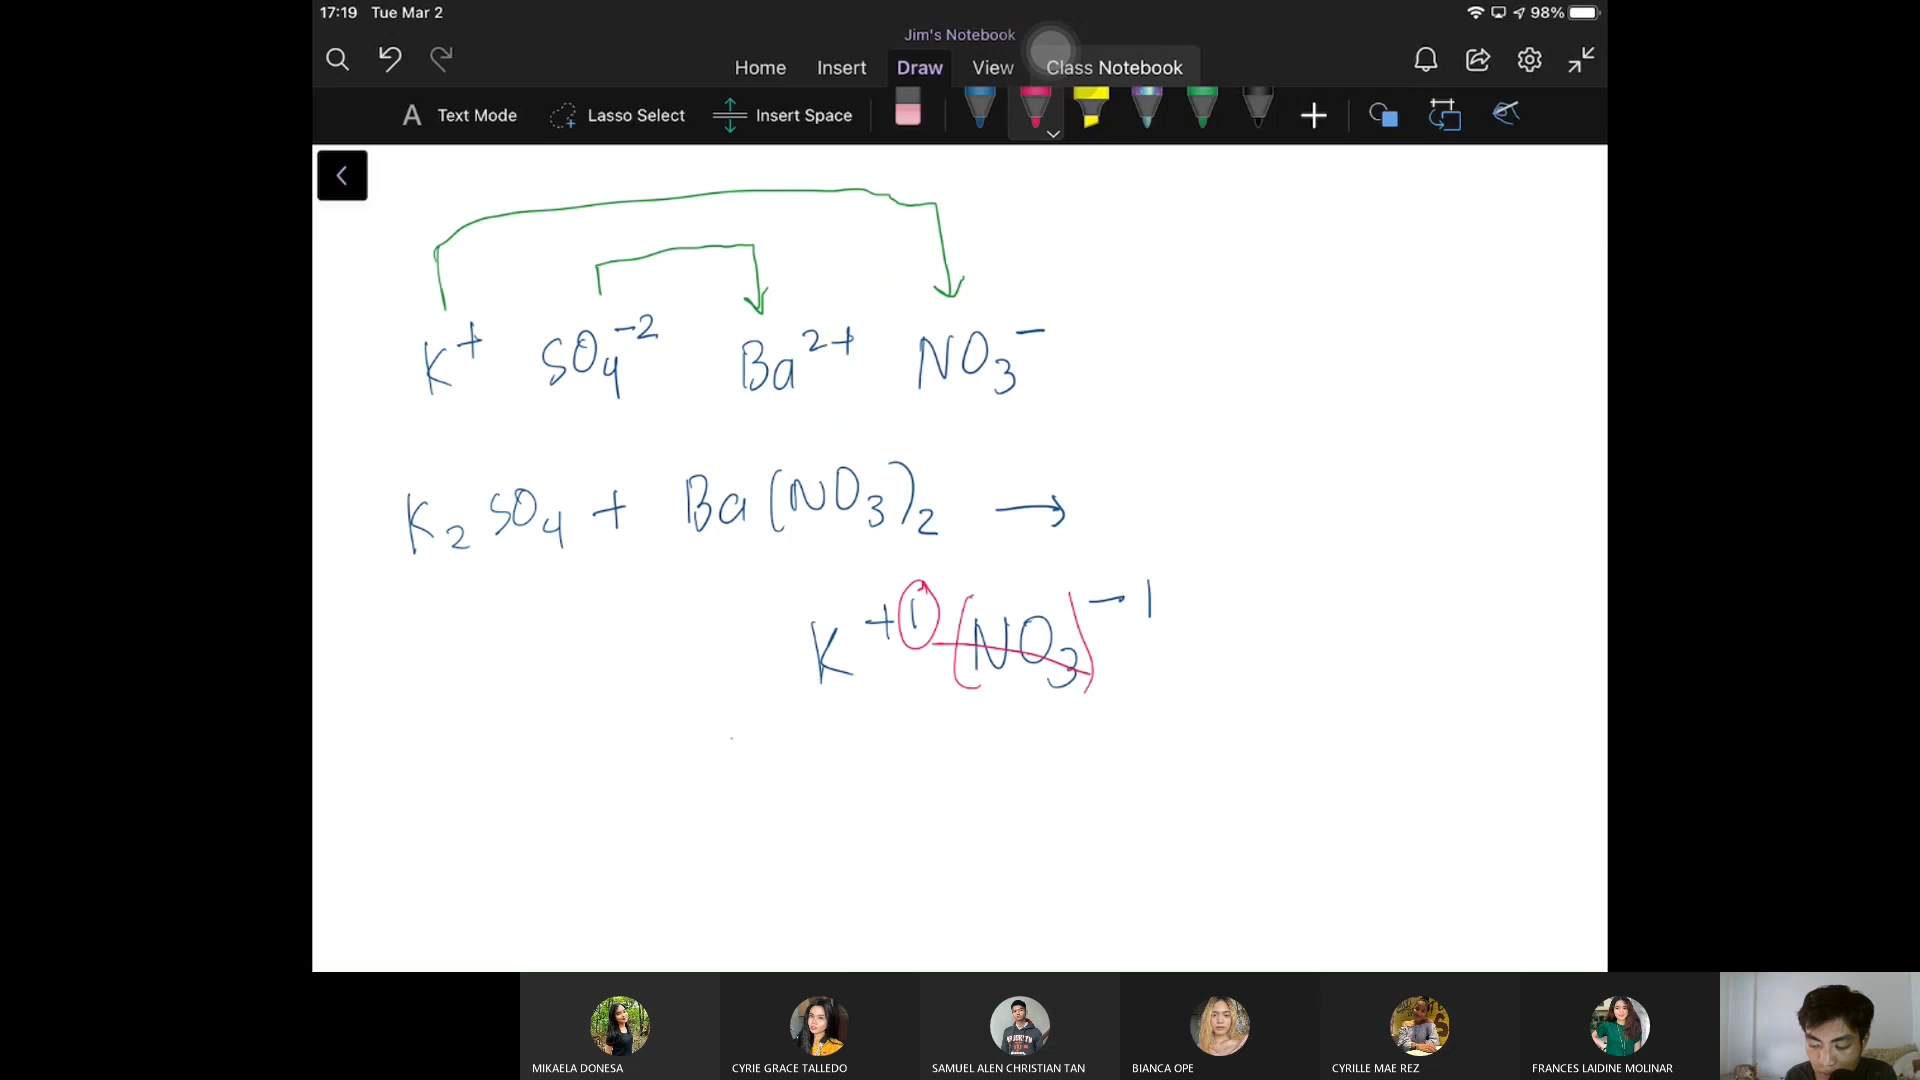 17:19 Tue Mar 2 98%
Jim's Notebook
Home Insert Draw View Class Notebook
A Text Mode Lasso Select Insert Space
K⁺ SO₄⁻² Ba²⁺ NO₃⁻
K₂SO₄ + Ba(NO₃)₂ →
K⁺¹ (NO₃)⁻¹
MIKAELA DONESA CYRIE GRACE TALLEDO SAMUEL ALEN CHRISTIAN TAN BIANCA OPE CYRILLE MAE REZ FRANCES LAIDINE MOLINAR